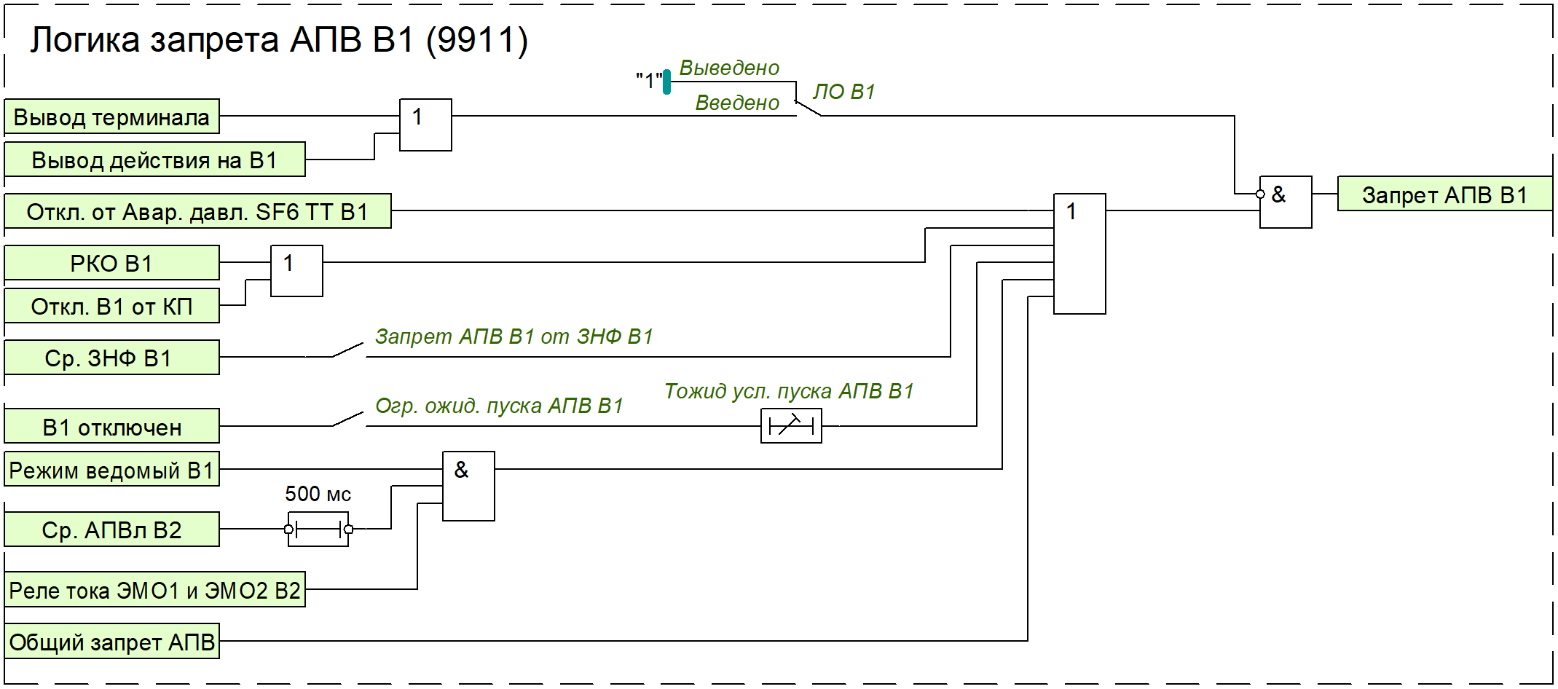 Логика запрета АПВ В1 (9911)
"1"
Выведено
Введено
ЛО В1
Вывод терминала
1
Вывод действия на В1
Откл. от Авар. давл. SF6 ТТ В1
1
&
Запрет АПВ В1
РКО В1
1
Откл. В1 от КП
Ср. ЗНФ В1
Запрет АПВ В1 от ЗНФ В1
В1 отключен
Огр. ожид. пуска АПВ В1
Тожид усл. пуска АПВ В1
Режим ведомый В1
&
500 мс
Ср. АПВл В2
Реле тока ЭМО1 и ЭМО2 В2
Общий запрет АПВ